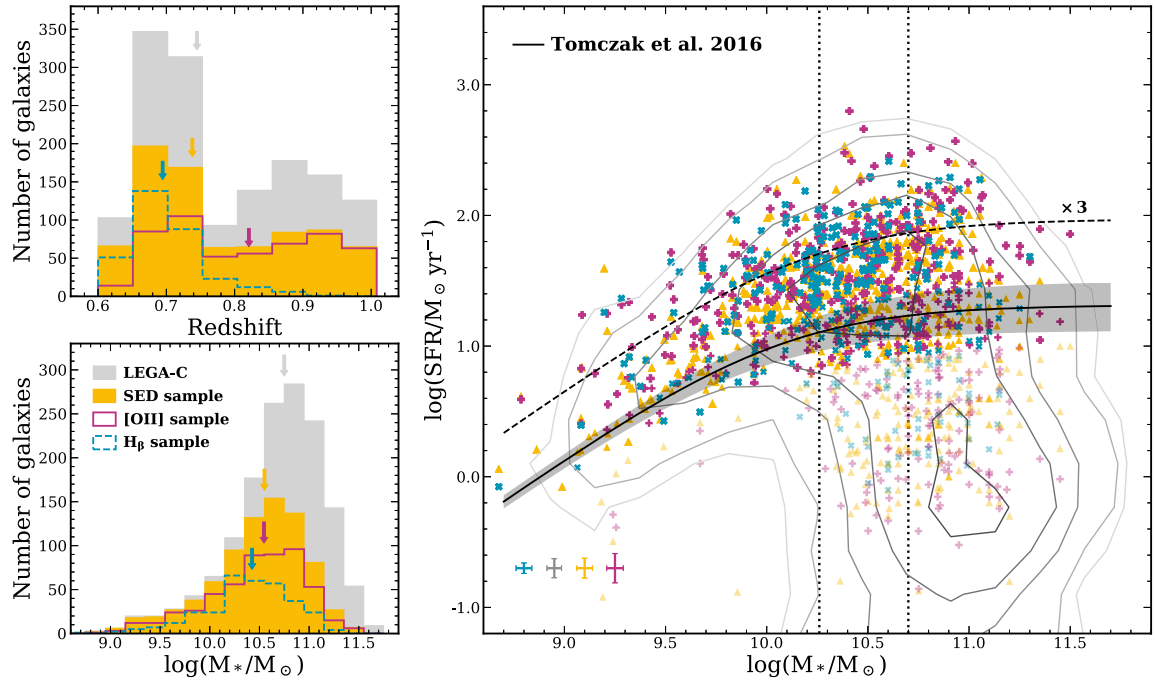 350
300
250
200
150
100
50
0
Number of galaxies
0.6 0.7 0.8 0.9 1.0
Redshift
300
250
200
150
100
50
0
Number of galaxies
LEGA-C
SED sample
[OII] sample
Hβ sample
9.0 9.5 10.0 10.5 11.0 11.5
log(M*/M⊙)
Tomczak et al. 2016
×3
3.0
2.0
1.0
0.0
-1.0
log(SFR/M⊙ yr⁻¹)
9.0 9.5 10.0 10.5 11.0 11.5
log(M*/M⊙)